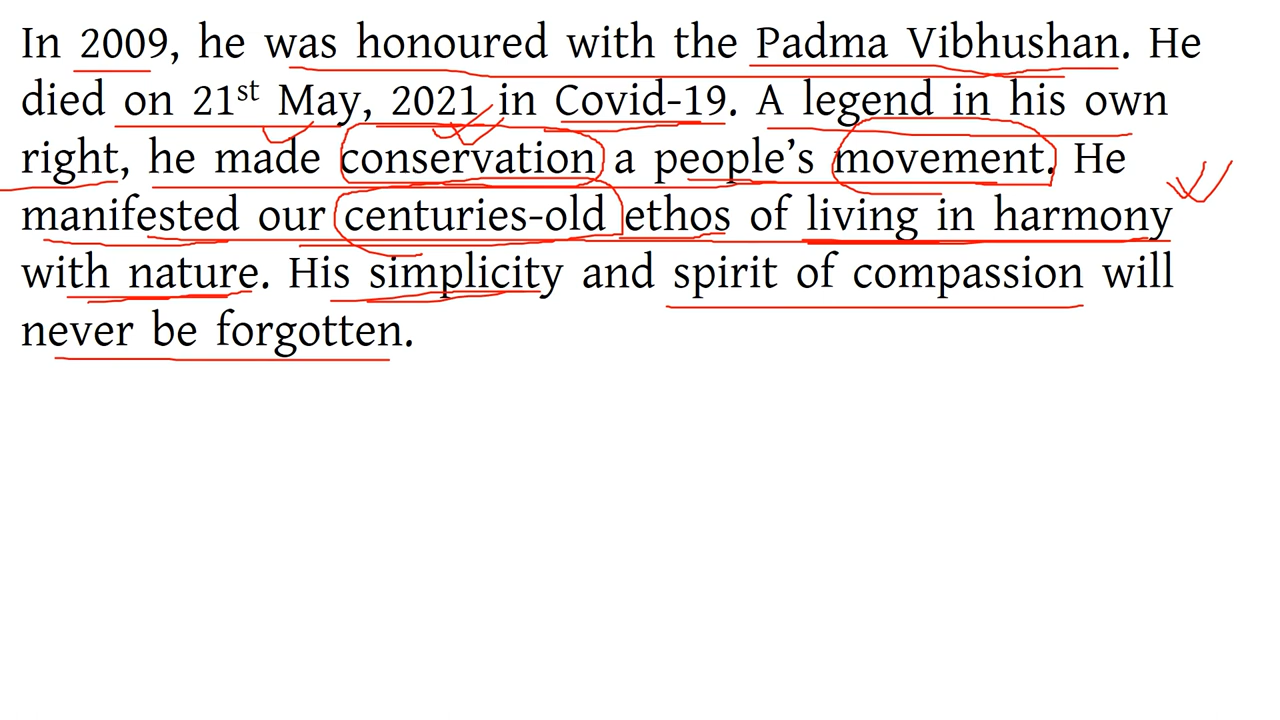 In 2009, he was honoured with the Padma Vibhushan. He
died on 21st May, 2021 in Covid-19. A legend in his own
right, he made conservation a people’s movement. He
manifested our centuries-old ethos of living in harmony
with nature. His simplicity and spirit of compassion will
never be forgotten.